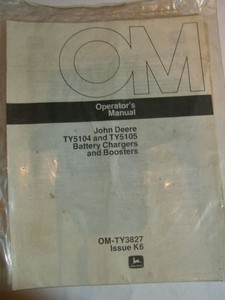 OM
Operator's
Manual
John Deere
TY5104 and TY5105
Battery Chargers
and Boosters
OM-TY3827
Issue K6